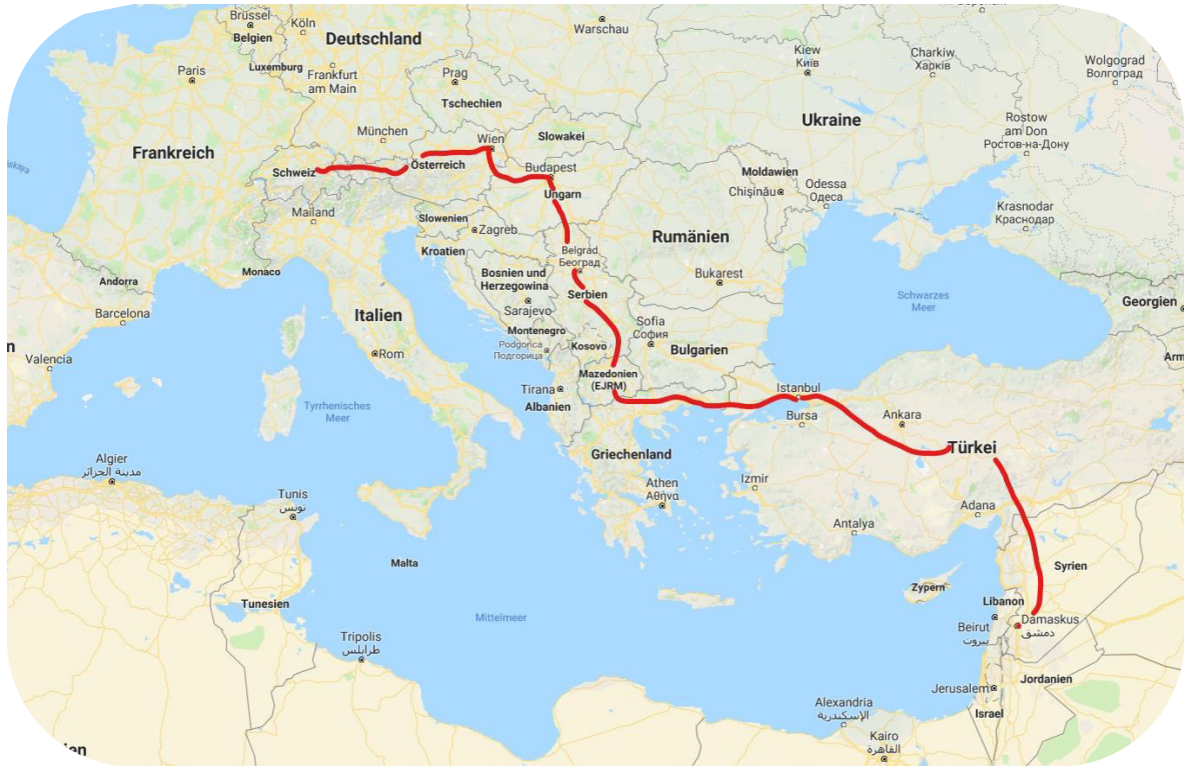 Brüssel
Belgien
Köln
Deutschland
Warschau
Kiew
Київ
Charkiw
Харків
Wolgograd
Волгоград
Luxemburg
Frankfurt
am Main
Prag
Tschechien
Paris
Rostow
am Don
Ростов-на-Дону
Ukraine
München
Wien
Slowakei
Frankreich
Schweiz
Österreich
Budapest
Ungarn
Moldawien
Chișinău
Odessa
Одеса
Krasnodar
Краснодар
Mailand
Slowenien
Zagreb
Kroatien
Rumänien
Belgrad
Београд
Monaco
Andorra
Bosnien und
Herzegowina
Serbien
Bukarest
Schwarzes
Meer
Georgien
Barcelona
Italien
Sarajevo
Montenegro
Podgorica
Подгорица
Kosovo
Sofia
София
Bulgarien
n
Valencia
Rom
Arm
Mazedonien
(EJRM)
Tirana
Albanien
Istanbul
Bursa
Ankara
Tyrrhenisches
Meer
Türkei
Griechenland
Algier
مدينة الجزائر
Athen
Αθήνα
Izmir
Tunis
تونس
Adana
Antalya
Malta
Syrien
Zypern
Tunesien
Mittelmeer
Libanon
Beirut
بيروت
Damaskus
دمشق
Tripolis
طرابلس
Jordanien
Jerusalem
Alexandria
الإسكندرية
Israel
Kairo
القاهرة
ien